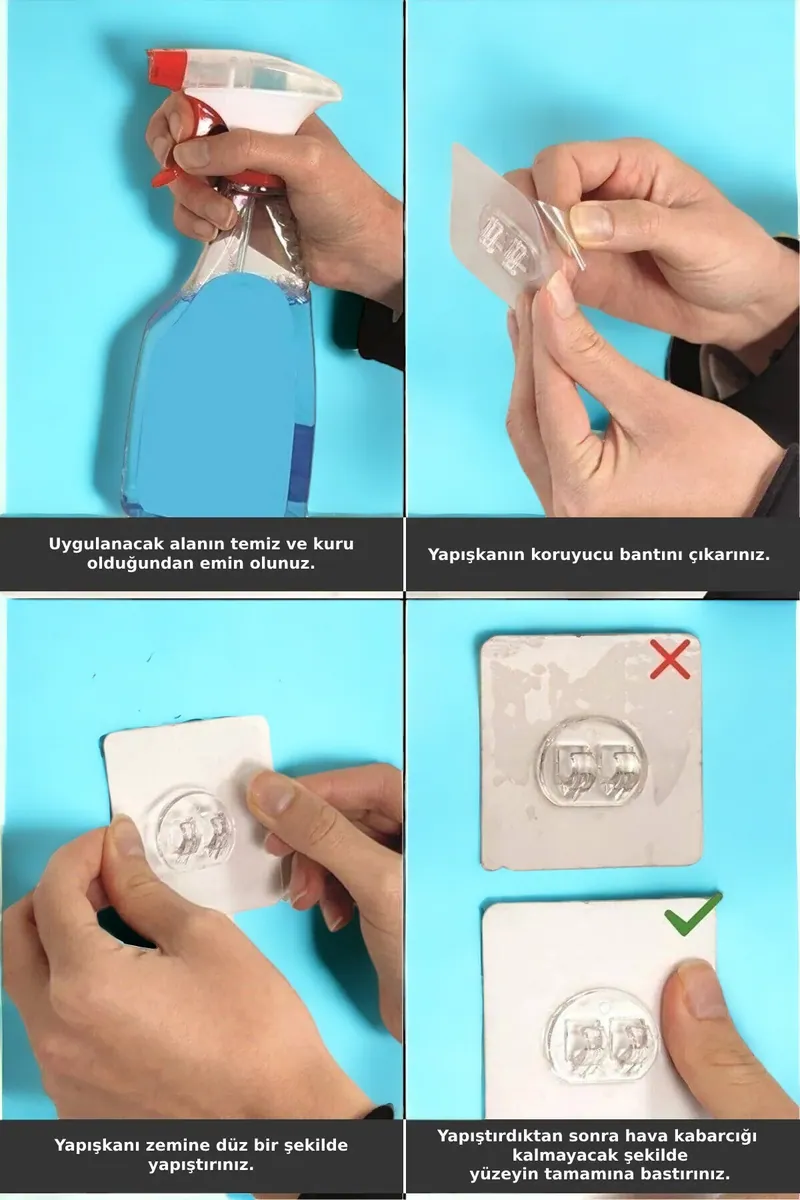 Uygulanacak alanın temiz ve kuru
olduğundan emin olunuz.
Yapışkanın koruyucu bantını çıkarınız.
Yapışkanı zemine düz bir şekilde
yapıştırınız.
Yapıştırdıktan sonra hava kabarcığı
kalmayacak şekilde
yüzeyin tamamına bastırınız.